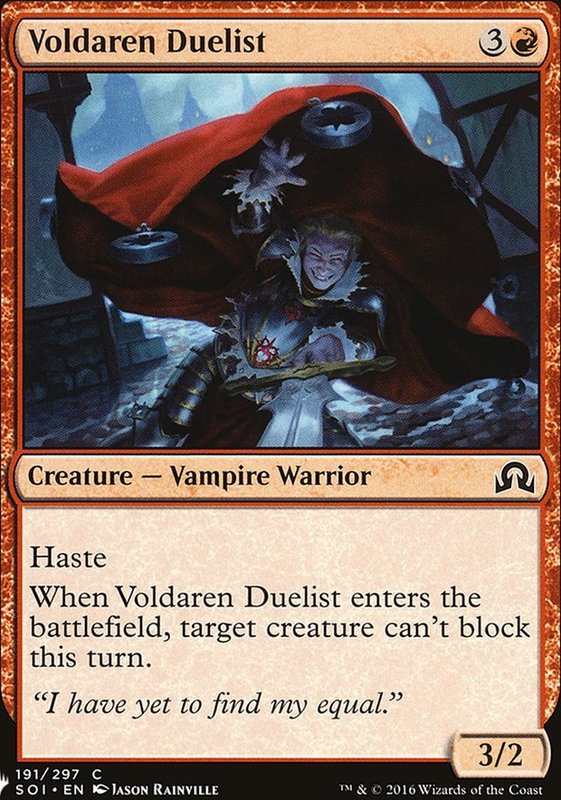 Voldaren Duelist 3
Creature — Vampire Warrior
Haste
When Voldaren Duelist enters the
battlefield, target creature can't block
this turn.
“I have yet to find my equal.”
3/2
191/297 C
SOI • EN JASON RAINVILLE
™ & © 2016 Wizards of the Coast